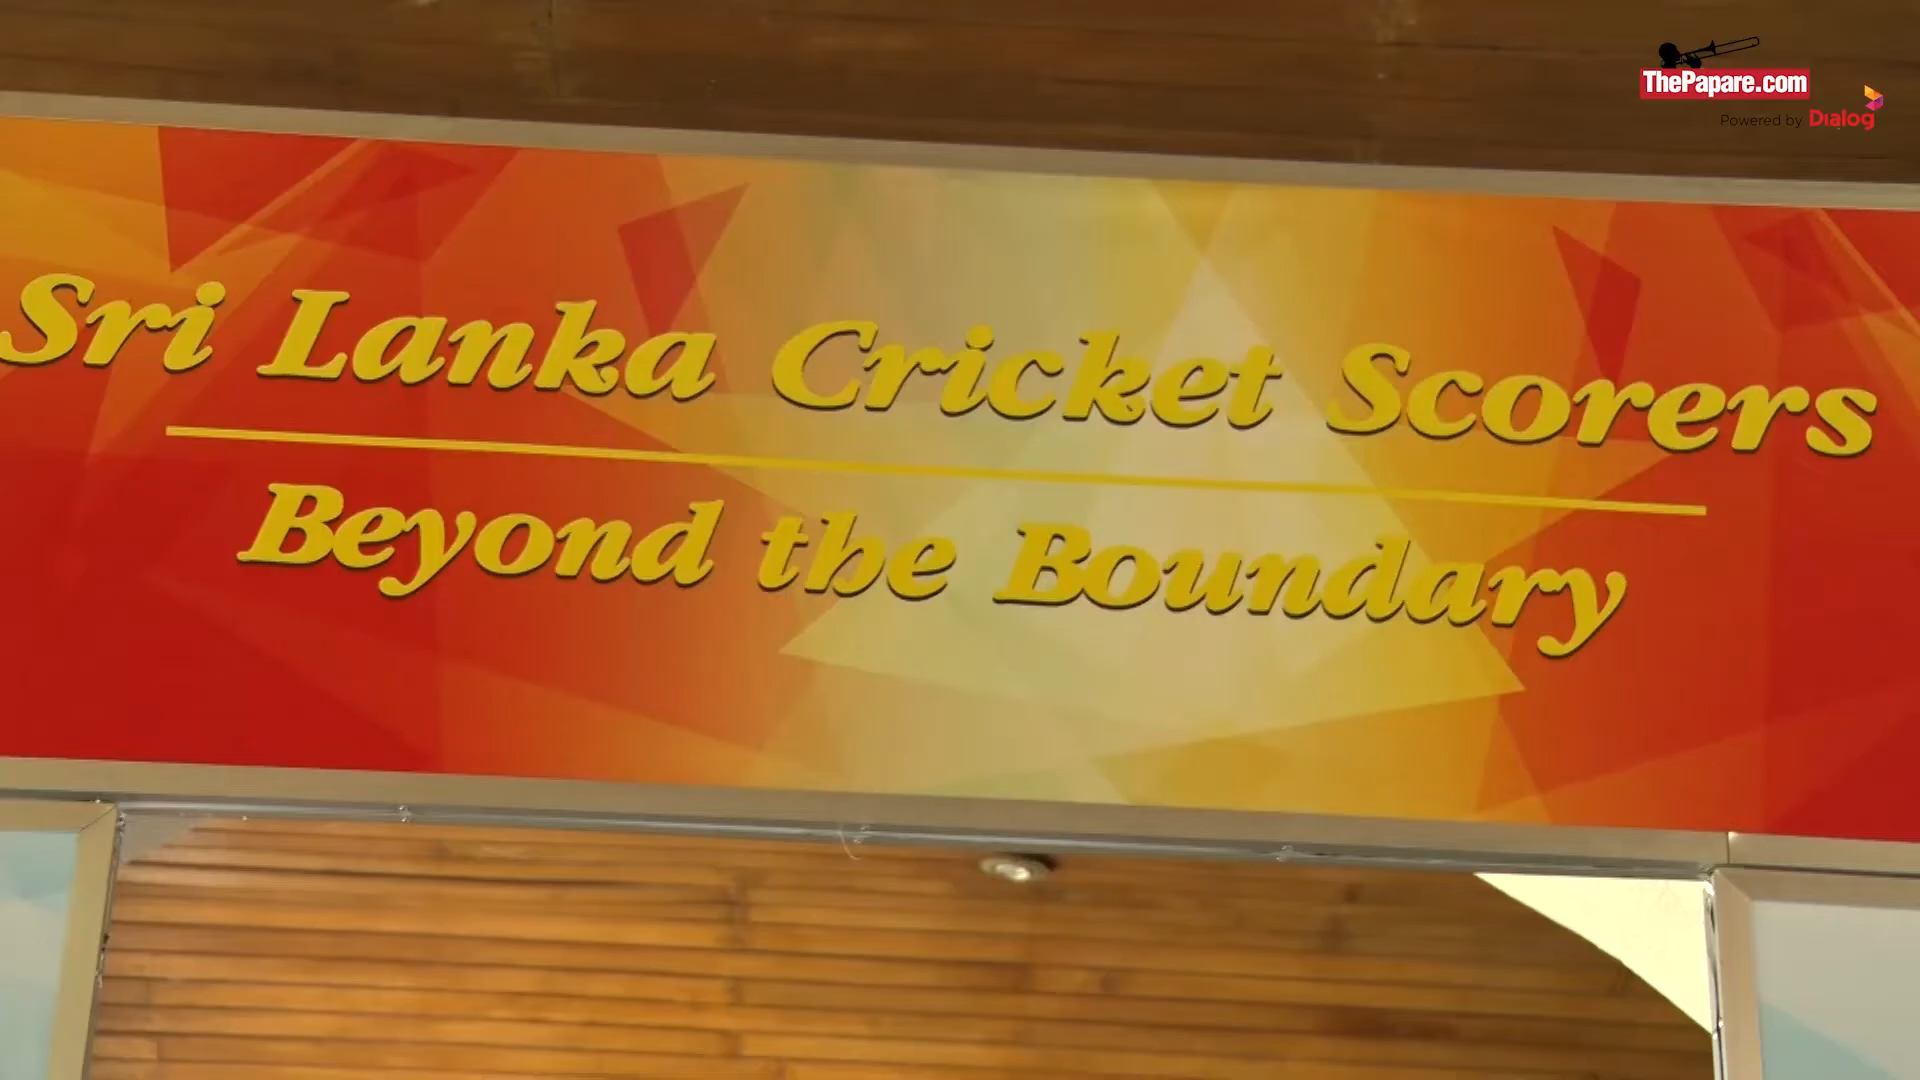 ThePapare.com
Powered by Dialog
Sri Lanka Cricket Scorers
Beyond the Boundary